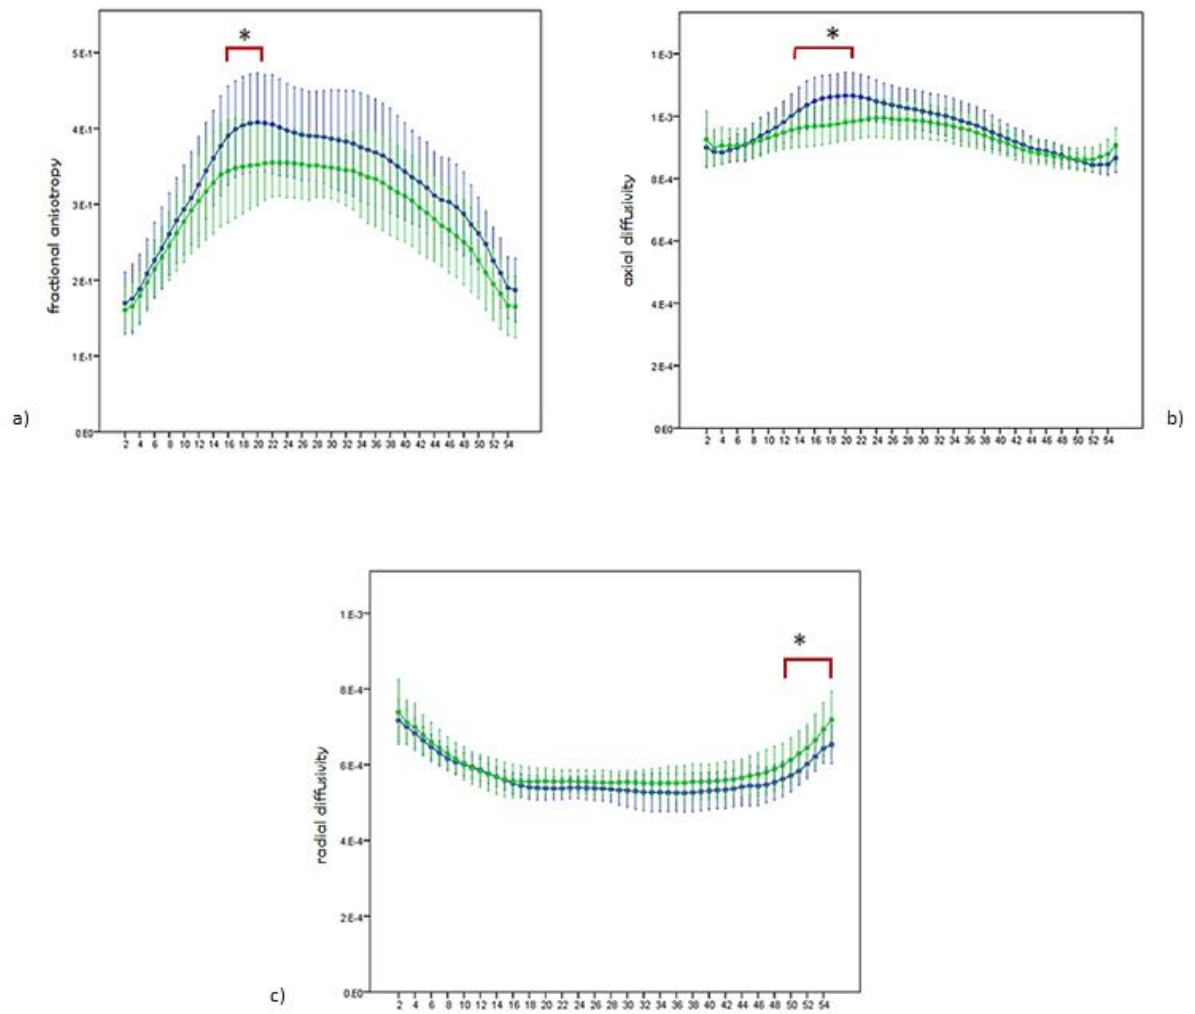 *
5E-1
4E-1
3E-1
2E-1
1E-1
0E0
fractional anisotropy
2 4 6 8 10 12 14 16 18 20 22 24 26 28 30 32 34 36 38 40 42 44 46 48 50 52 54
a)
*
1E-3
1E-3
8E-4
6E-4
4E-4
2E-4
0E0
axial diffusivity
2 4 6 8 10 12 14 16 18 20 22 24 26 28 30 32 34 36 38 40 42 44 46 48 50 52 54
b)
*
1E-3
8E-4
6E-4
4E-4
2E-4
0E0
radial diffusivity
2 4 6 8 10 12 14 16 18 20 22 24 26 28 30 32 34 36 38 40 42 44 46 48 50 52 54
c)